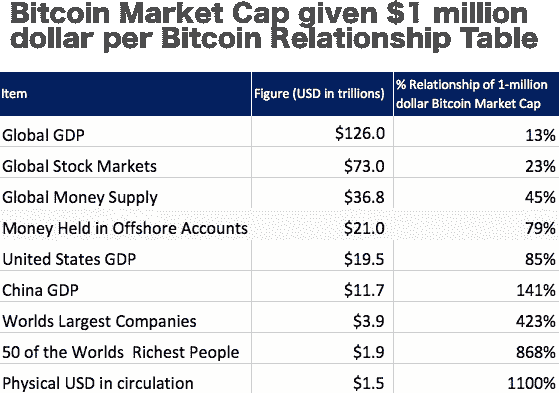 Bitcoin Market Cap given $1 million
dollar per Bitcoin Relationship Table
Item Figure (USD in trillions) % Relationship of 1-million
dollar Bitcoin Market Cap
Global GDP $126.0 13%
Global Stock Markets $73.0 23%
Global Money Supply $36.8 45%
Money Held in Offshore Accounts $21.0 79%
United States GDP $19.5 85%
China GDP $11.7 141%
Worlds Largest Companies $3.9 423%
50 of the Worlds Richest People $1.9 868%
Physical USD in circulation $1.5 1100%